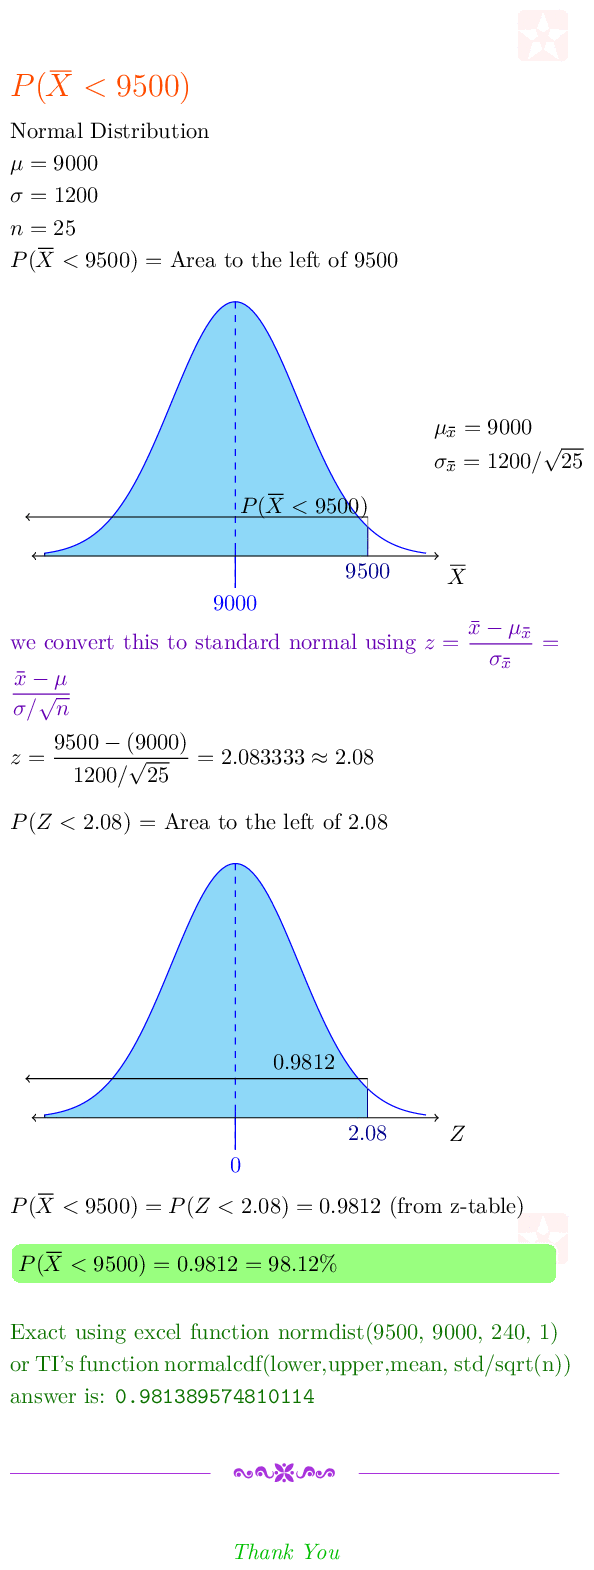 P(X̅ < 9500)
Normal Distribution
μ = 9000
σ = 1200
n = 25
P(X̅ < 9500) = Area to the left of 9500
μ_x̄ = 9000
σ_x̄ = 1200/√25
P(X̅ < 9500)
9500
X̅
9000
we convert this to standard normal using z = (x̄ − μ_x̄)/σ_x̄ =
(x̄ − μ)/(σ/√n)
z = (9500 − (9000))/(1200/√25) = 2.083333 ≈ 2.08
P(Z < 2.08) = Area to the left of 2.08
0.9812
2.08
Z
0
P(X̅ < 9500) = P(Z < 2.08) = 0.9812 (from z-table)
P(X̅ < 9500) = 0.9812 = 98.12%
Exact using excel function normdist(9500, 9000, 240, 1)
or TI's function normalcdf(lower,upper,mean, std/sqrt(n))
answer is: 0.981389574810114
Thank You